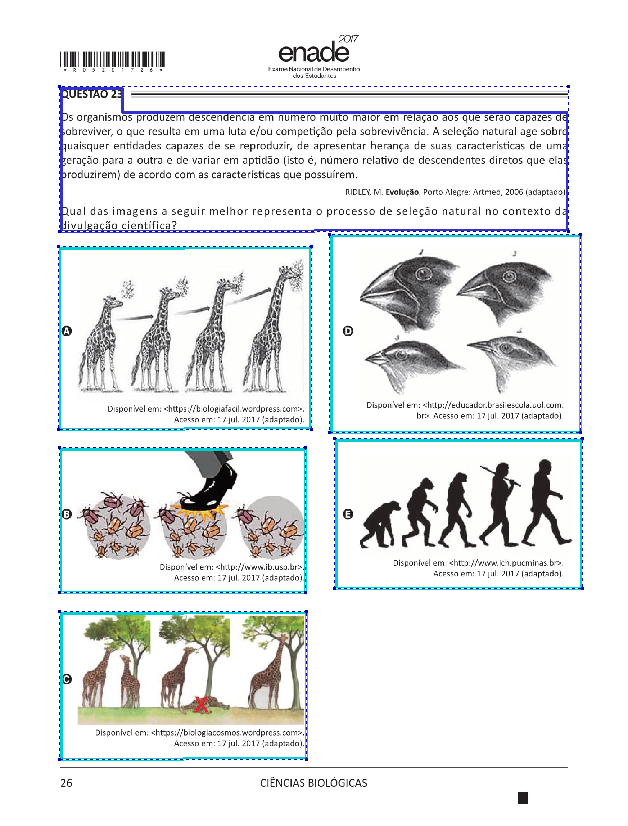 *R05201726*
2017
enade
Exame Nacional de Desempenho
dos Estudantes
QUESTÃO 23
Os organismos produzem descendência em número muito maior em relação aos que serão capazes de
sobreviver, o que resulta em uma luta e/ou competição pela sobrevivência. A seleção natural age sobre
quaisquer entidades capazes de se reproduzir, de apresentar herança de suas características de uma
geração para a outra e de variar em aptidão (isto é, número relativo de descendentes diretos que elas
produzirem) de acordo com as características que possuírem.
RIDLEY, M. Evolução. Porto Alegre: Artmed, 2006 (adaptado).
Qual das imagens a seguir melhor representa o processo de seleção natural no contexto da
divulgação científica?
A
Disponível em: <https://biologiafacil.wordpress.com>.
Acesso em: 17 jul. 2017 (adaptado).
B
Disponível em: <http://www.ib.usp.br>.
Acesso em: 17 jul. 2017 (adaptado).
C
Disponível em: <https://biologiacosmos.wordpress.com>.
Acesso em: 17 jul. 2017 (adaptado).
D
Disponível em: <http://educador.brasilescola.uol.com.
br>. Acesso em: 17 jul. 2017 (adaptado).
E
Disponível em: <http://www.ich.pucminas.br>.
Acesso em: 17 jul. 2017 (adaptado).
26
CIÊNCIAS BIOLÓGICAS